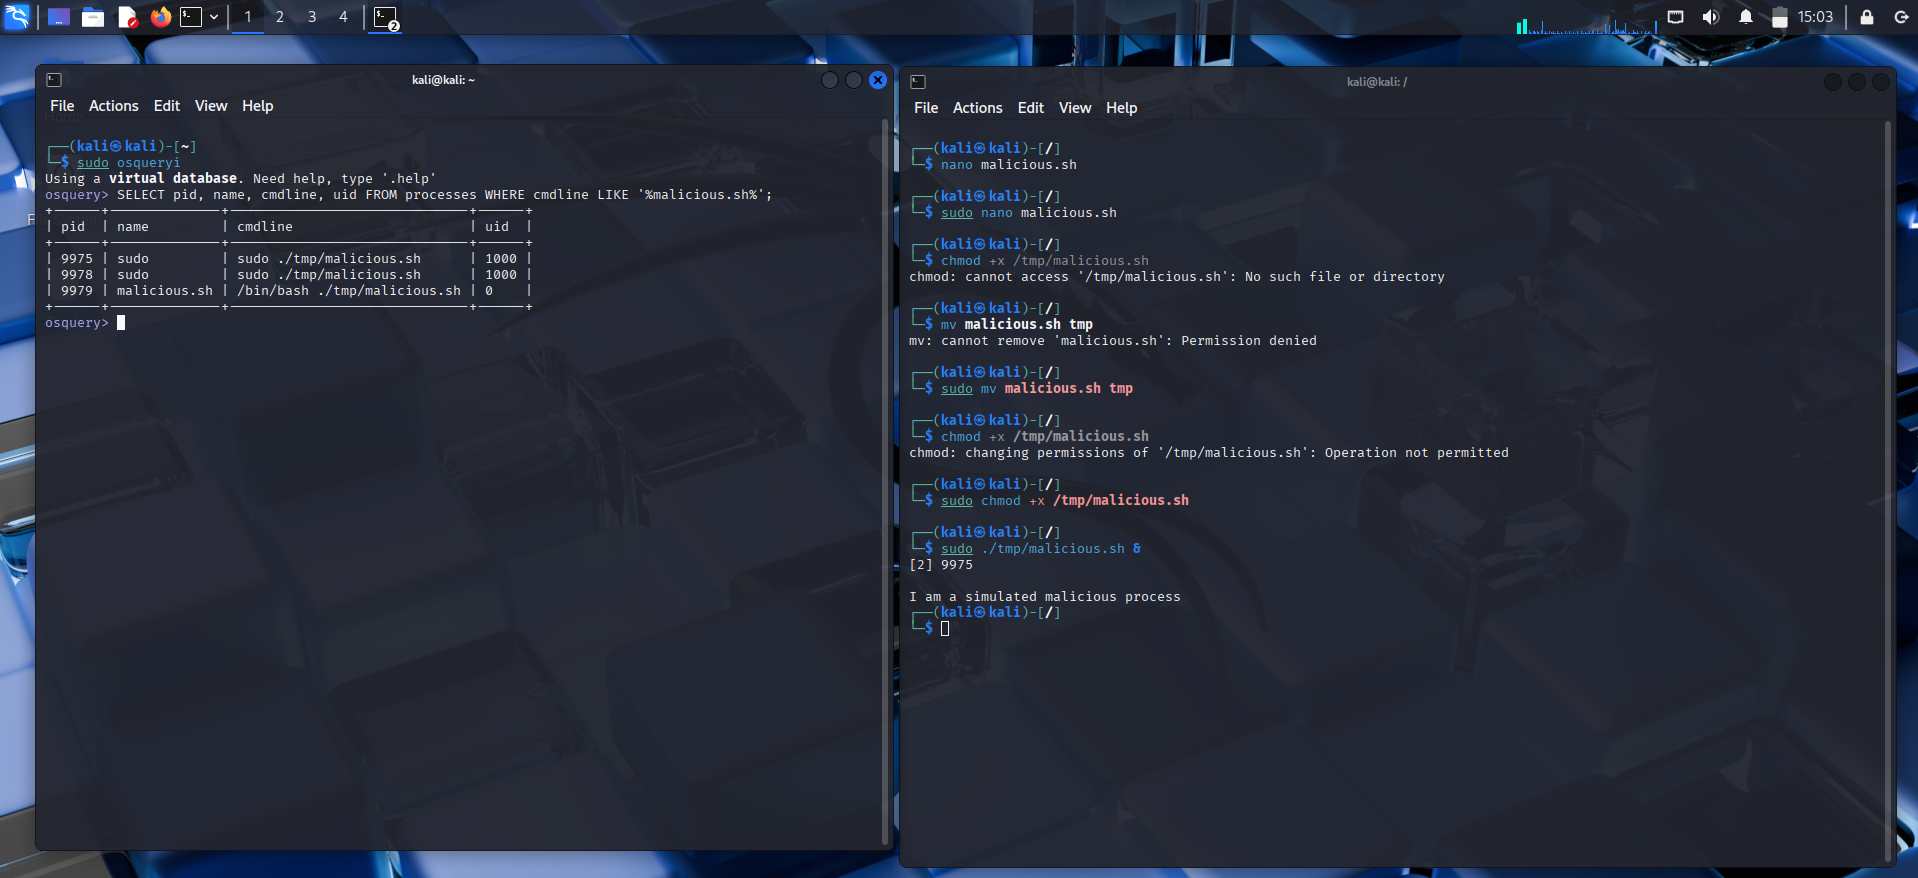 1 2 3 4 2 15:03
kali@kali: ~
File Actions Edit View Help
┌──(kali㉿kali)-[~]
└─$ sudo osqueryi
Using a virtual database. Need help, type '.help'
osquery> SELECT pid, name, cmdline, uid FROM processes WHERE cmdline LIKE '%malicious.sh%';
+------+--------------+------------------------------+------+
| pid  | name         | cmdline                      | uid  |
+------+--------------+------------------------------+------+
| 9975 | sudo         | sudo ./tmp/malicious.sh      | 1000 |
| 9978 | sudo         | sudo ./tmp/malicious.sh      | 1000 |
| 9979 | malicious.sh | /bin/bash ./tmp/malicious.sh | 0    |
+------+--------------+------------------------------+------+
osquery>
kali@kali: /
File Actions Edit View Help
┌──(kali㉿kali)-[/]
└─$ nano malicious.sh
┌──(kali㉿kali)-[/]
└─$ sudo nano malicious.sh
┌──(kali㉿kali)-[/]
└─$ chmod +x /tmp/malicious.sh
chmod: cannot access '/tmp/malicious.sh': No such file or directory
┌──(kali㉿kali)-[/]
└─$ mv malicious.sh tmp
mv: cannot remove 'malicious.sh': Permission denied
┌──(kali㉿kali)-[/]
└─$ sudo mv malicious.sh tmp
┌──(kali㉿kali)-[/]
└─$ chmod +x /tmp/malicious.sh
chmod: changing permissions of '/tmp/malicious.sh': Operation not permitted
┌──(kali㉿kali)-[/]
└─$ sudo chmod +x /tmp/malicious.sh
┌──(kali㉿kali)-[/]
└─$ sudo ./tmp/malicious.sh &
[2] 9975
I am a simulated malicious process
┌──(kali㉿kali)-[/]
└─$